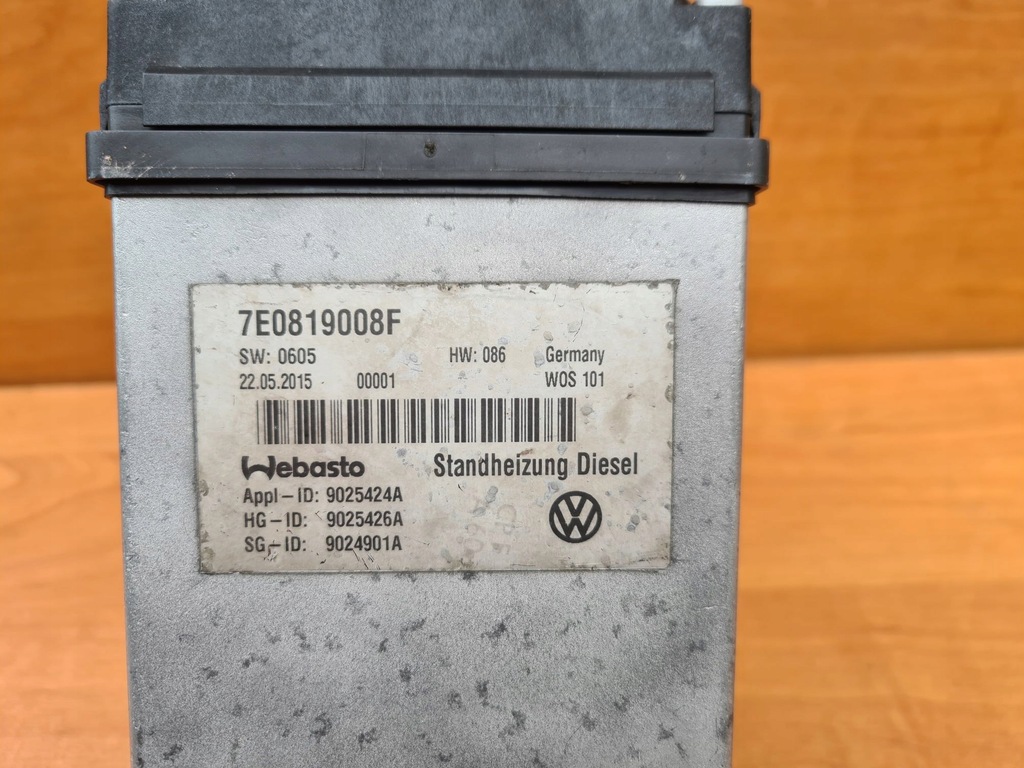 7E0819008F
SW: 0605 HW: 086 Germany
22.05.2015 00001 WOS 101
Webasto Standheizung Diesel
Appl-ID: 9025424A
HG-ID: 9025426A
SG-ID: 9024901A